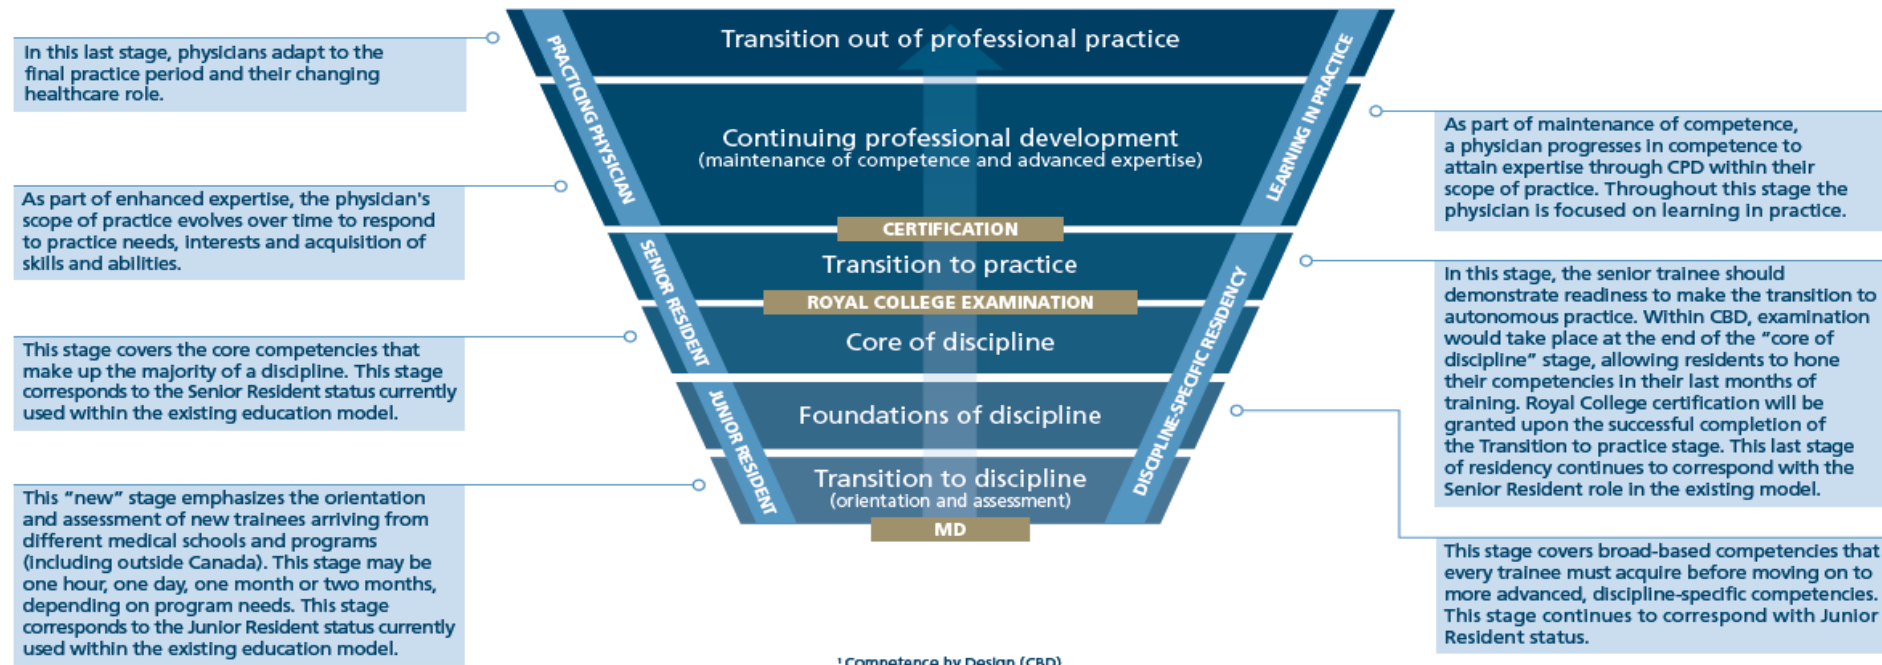 In this last stage, physicians adapt to the
final practice period and their changing
healthcare role.
As part of enhanced expertise, the physician's
scope of practice evolves over time to respond
to practice needs, interests and acquisition of
skills and abilities.
This stage covers the core competencies that
make up the majority of a discipline. This stage
corresponds to the Senior Resident status currently
used within the existing education model.
This “new” stage emphasizes the orientation
and assessment of new trainees arriving from
different medical schools and programs
(including outside Canada). This stage may be
one hour, one day, one month or two months,
depending on program needs. This stage
corresponds to the Junior Resident status currently
used within the existing education model.
PRACTICING PHYSICIAN
SENIOR RESIDENT
JUNIOR RESIDENT
Transition out of professional practice
Continuing professional development
(maintenance of competence and advanced expertise)
CERTIFICATION
Transition to practice
ROYAL COLLEGE EXAMINATION
Core of discipline
Foundations of discipline
Transition to discipline
(orientation and assessment)
MD
LEARNING IN PRACTICE
DISCIPLINE-SPECIFIC RESIDENCY
As part of maintenance of competence,
a physician progresses in competence to
attain expertise through CPD within their
scope of practice. Throughout this stage the
physician is focused on learning in practice.
In this stage, the senior trainee should
demonstrate readiness to make the transition to
autonomous practice. Within CBD, examination
would take place at the end of the “core of
discipline” stage, allowing residents to hone
their competencies in their last months of
training. Royal College certification will be
granted upon the successful completion of
the Transition to practice stage. This last stage
of residency continues to correspond with the
Senior Resident role in the existing model.
This stage covers broad-based competencies that
every trainee must acquire before moving on to
more advanced, discipline-specific competencies.
This stage continues to correspond with Junior
Resident status.
¹ Competence by Design (CBD)